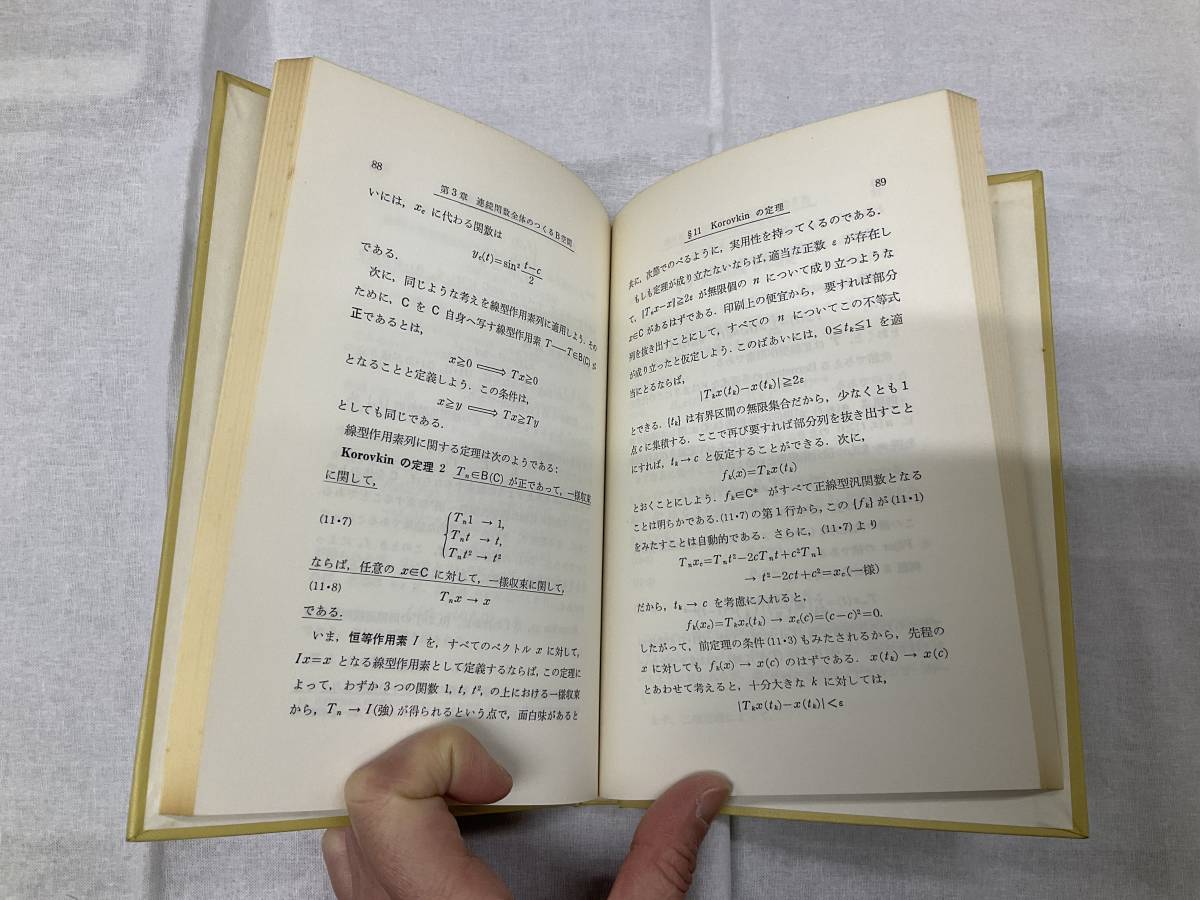 88
第3章 連続関数全体のつくるB空間
いには，x_c に代わる関数は
y_c(t)=sin² (t−c)/2
である．
次に，同じような考えを線型作用素列に適用しよう．その
ために，C を C 自身へ写す線型作用素 T——T∈B(C) が
正であるとは，
x≧0 ⟹ Tx≧0
となることと定義しよう．この条件は，
x≧y ⟹ Tx≧Ty
としても同じである．
線型作用素列に関する定理は次のようである：
Korovkin の定理 2 T_n∈B(C) が正であって，一様収束
に関して，
(11・7) {T_n1 → 1,
T_nt → t,
T_nt² → t²
ならば，任意の x∈C に対して，一様収束に関して，
(11・8) T_nx → x
である．
いま，恒等作用素 I を，すべてのベクトル x に対して，
Ix=x となる線型作用素として定義するならば，この定理に
よって，わずか 3 つの関数 1, t, t², の上における一様収束
から，T_n → I(強) が得られるという点で，面白味があると
89
§11 Korovkin の定理
共に，次節でのべるように，実用性を持ってくるのである．
もしも定理が成り立たないならば，適当な正数 ε が存在し
て，|T_nx−x|≧2ε が無限個の n について成り立つような
x∈C があるはずである．印刷上の便宜から，要すれば部分
列を抜き出すことにして，すべての n についてこの不等式
が成り立ったと仮定しよう．このばあいには，0≦t_k≦1 を適
当にとるならば，
|T_kx(t_k)−x(t_k)|≧2ε
とできる．{t_k} は有界区間の無限集合だから，少なくとも 1
点 c に集積する．ここで再び要すれば部分列を抜き出すこと
にすれば，t_k→c と仮定することができる．次に，
f_k(x)=T_kx(t_k)
とおくことにしよう．f_k∈C* がすべて正線型汎関数となる
ことは明らかである．(11・7) の第 1 行から，この {f_k} が (11・1)
をみたすことは自動的である．さらに，(11・7) より
T_nx_c=T_nt²−2cT_nt+c²T_n1
→ t²−2ct+c²=x_c(一様)
だから，t_k → c を考慮に入れると，
f_k(x_c)=T_kx_c(t_k) → x_c(c)=(c−c)²=0.
したがって，前定理の条件 (11・3) もみたされるから，先程の
x に対しても f_k(x) → x(c) のはずである．x(t_k) → x(c)
とあわせて考えると，十分大きな k に対しては，
|T_kx(t_k)−x(t_k)|<ε